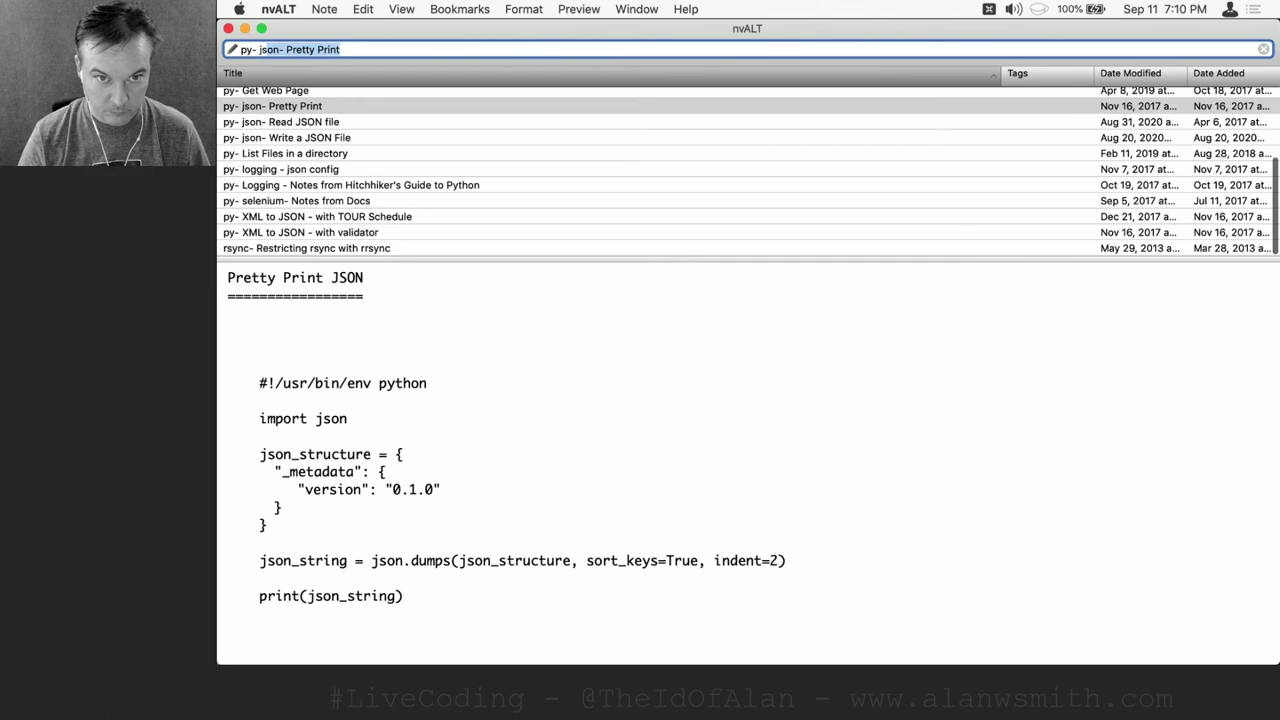 nvALT Note Edit View Bookmarks Format Preview Window Help 100% Sep 11 7:10 PM
nvALT
py- json- Pretty Print
Title Tags Date Modified Date Added
py- Get Web Page Apr 8, 2019 at... Oct 18, 2017...
py- json- Pretty Print Nov 16, 2017 a... Nov 16, 2017 a...
py- json- Read JSON file Aug 31, 2020 a... Apr 6, 2017 at...
py- json- Write a JSON File Aug 20, 2020... Aug 20, 2020...
py- List Files in a directory Feb 11, 2019 at... Aug 28, 2018 a...
py- logging - json config Nov 7, 2017 at... Nov 7, 2017 at...
py- Logging - Notes from Hitchhiker's Guide to Python Oct 19, 2017 at... Oct 19, 2017 at...
py- selenium- Notes from Docs Sep 5, 2017 at... Jul 11, 2017 at...
py- XML to JSON - with TOUR Schedule Dec 21, 2017 a... Nov 16, 2017 a...
py- XML to JSON - with validator Nov 16, 2017 a... Nov 16, 2017 a...
rsync- Restricting rsync with rrsync May 29, 2013 a... Mar 28, 2013 a...
Pretty Print JSON
=================
#!/usr/bin/env python
import json
json_structure = {
"_metadata": {
"version": "0.1.0"
}
}
json_string = json.dumps(json_structure, sort_keys=True, indent=2)
print(json_string)
#LiveCoding - @TheIdOfAlan - www.alanwsmith.com